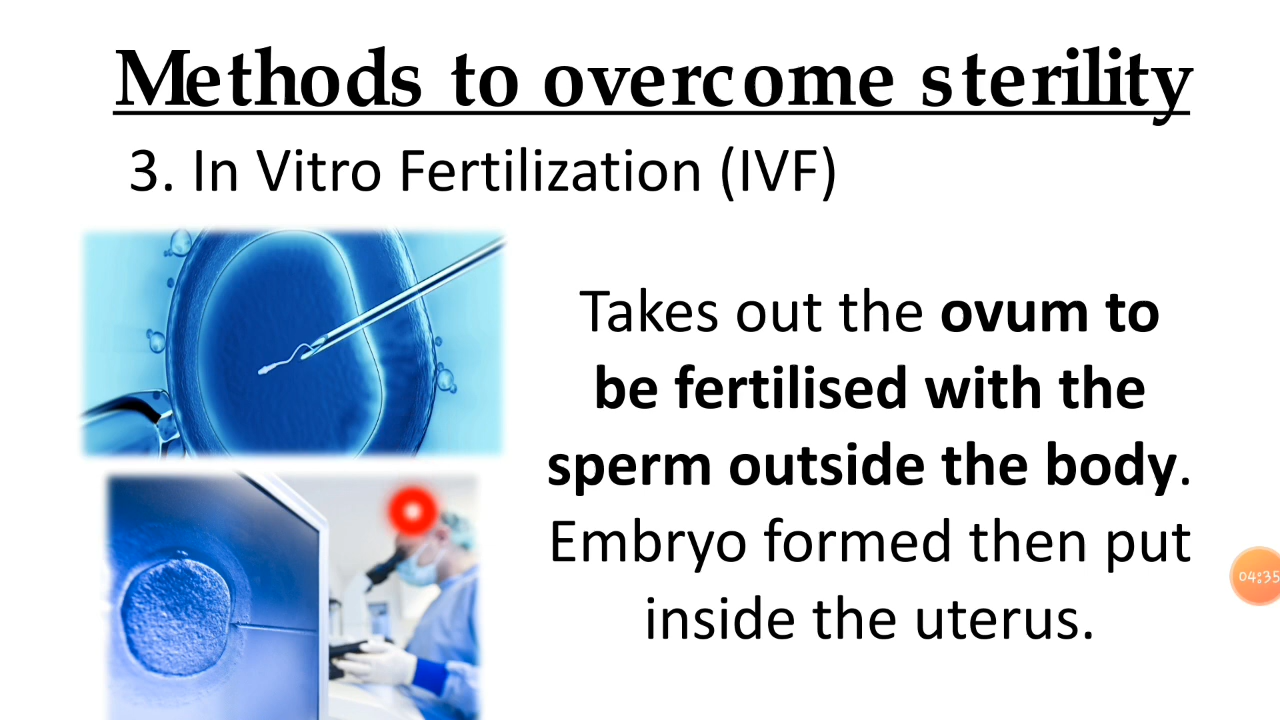 Methods to overcome sterility
3. In Vitro Fertilization (IVF)
Takes out the ovum to
be fertilised with the
sperm outside the body.
Embryo formed then put
inside the uterus.
04:35